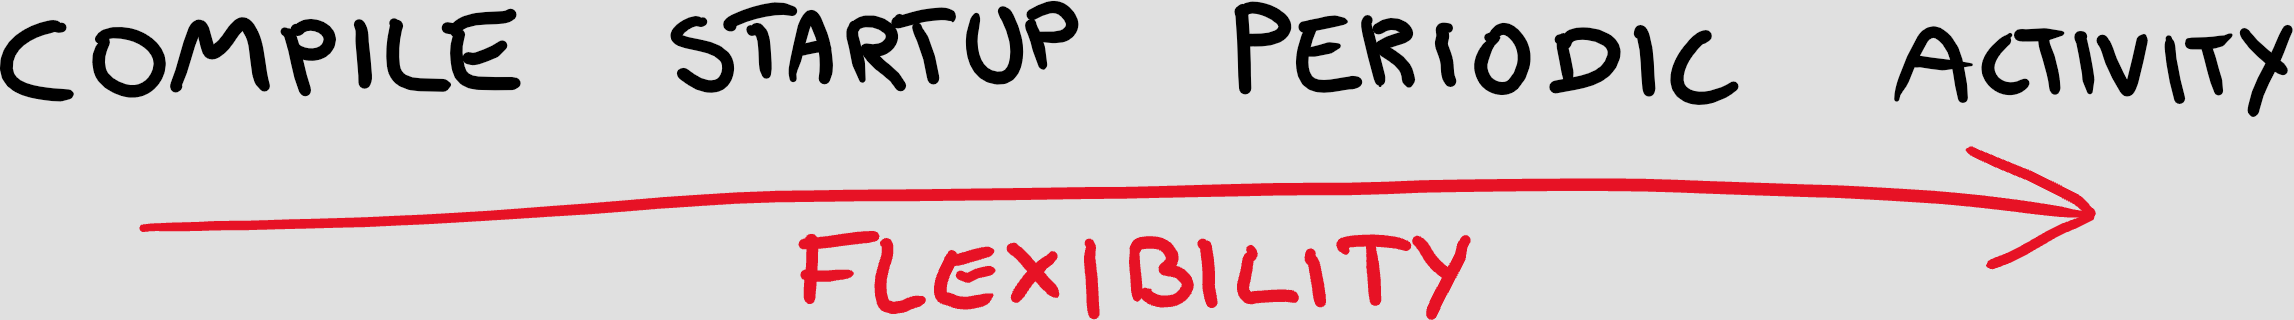 COMPILE STARTUP PERIODIC ACTIVITY
FLEXIBILITY